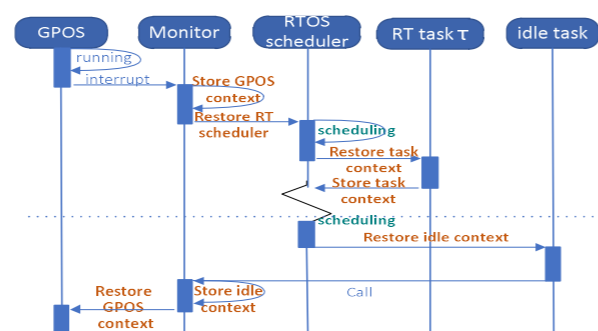 GPOS
Monitor
RTOS
scheduler
RT task τ
idle task
running
interrupt
Store GPOS
context
Restore RT
scheduler
scheduling
Restore task
context
Store task
context
scheduling
Restore idle context
Call
Store idle
context
Restore
GPOS
context